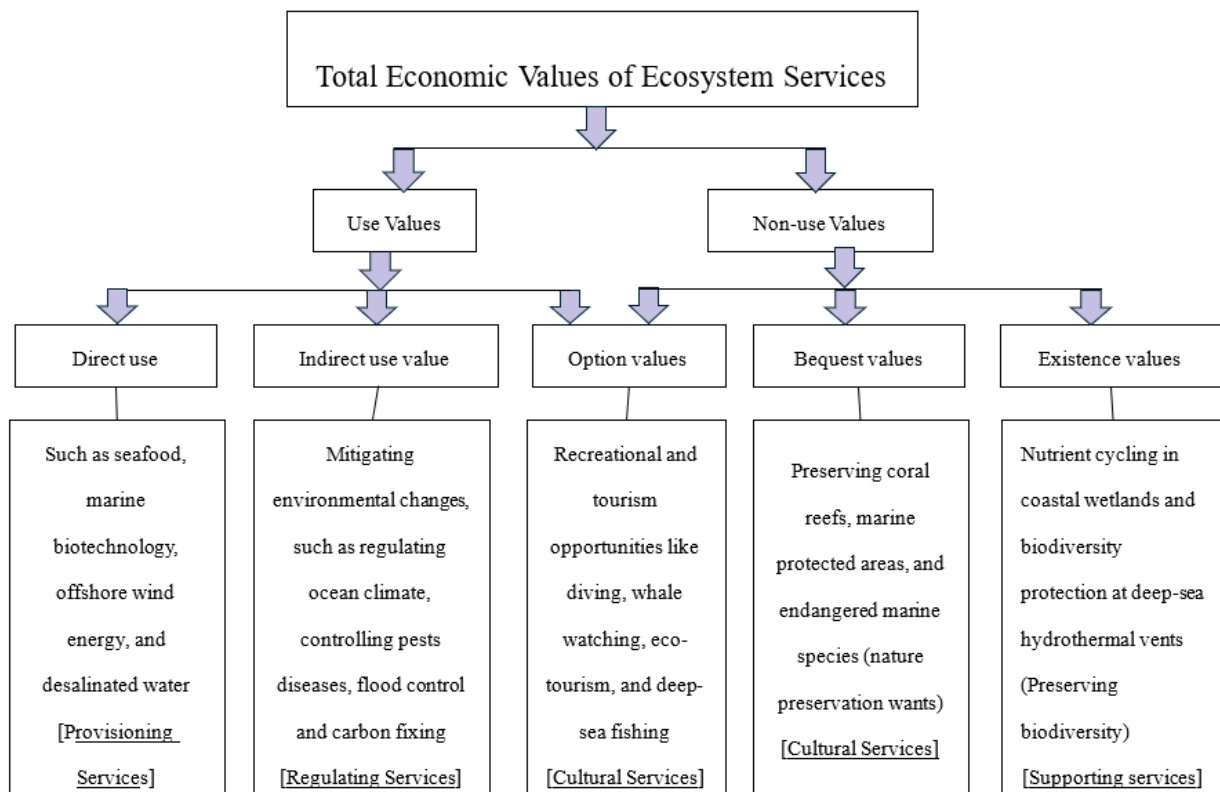 Total Economic Values of Ecosystem Services
Use Values
Non-use Values
Direct use
Indirect use value
Option values
Bequest values
Existence values
Such as seafood,
marine
biotechnology,
offshore wind
energy, and
desalinated water
[Provisioning
Services]
Mitigating
environmental changes,
such as regulating
ocean climate,
controlling pests
diseases, flood control
and carbon fixing
[Regulating Services]
Recreational and
tourism
opportunities like
diving, whale
watching, eco-
tourism, and deep-
sea fishing
[Cultural Services]
Preserving coral
reefs, marine
protected areas, and
endangered marine
species (nature
preservation wants)
[Cultural Services]
Nutrient cycling in
coastal wetlands and
biodiversity
protection at deep-sea
hydrothermal vents
(Preserving
biodiversity)
[Supporting services]